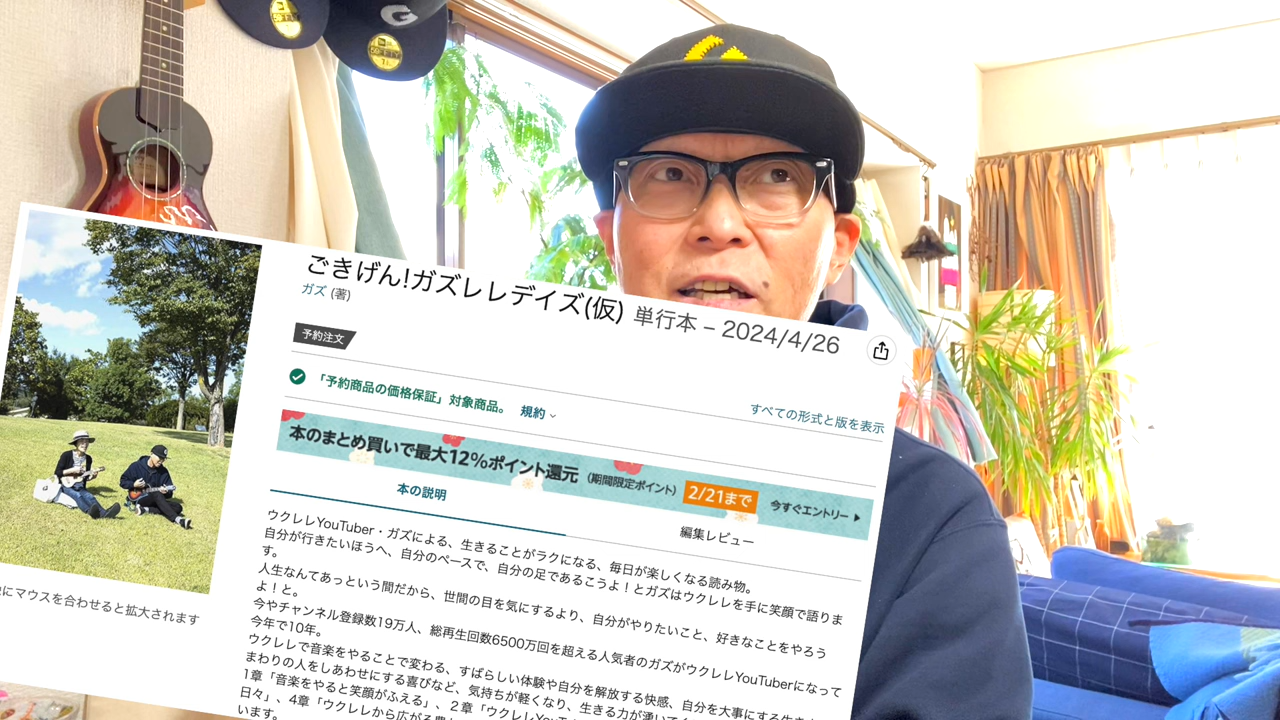 G
ごきげん!ガズレレデイズ(仮) 単行本 – 2024/4/26
ガズ (著)
予約注文
「予約商品の価格保証」対象商品。 規約
すべての形式と版を表示
本のまとめ買いで最大12%ポイント還元 (期間限定ポイント) 2/21まで 今すぐエントリー
本の説明
編集レビュー
ウクレレYouTuber・ガズによる、生きることがラクになる、毎日が楽しくなる読み物。
自分が行きたいほうへ、自分のペースで、自分の足であるこうよ！とガズはウクレレを手に笑顔で語りま
す。
人生なんてあっという間だから、世間の目を気にするより、自分がやりたいこと、好きなことをやろう
よ！と。
今やチャンネル登録数19万人、総再生回数6500万回を超える人気者のガズがウクレレYouTuberになって
今年で10年。
ウクレレで音楽をやることで変わる、すばらしい体験や自分を解放する快感、自分を大事にする生き
まわりの人をしあわせにする喜びなど、気持ちが軽くなり、生きる力が湧いて
1章「音楽をやると笑顔がふえる」、2章「ウクレレYouT
日々」、4章「ウクレレから広がる
います。
にマウスを合わせると拡大されます